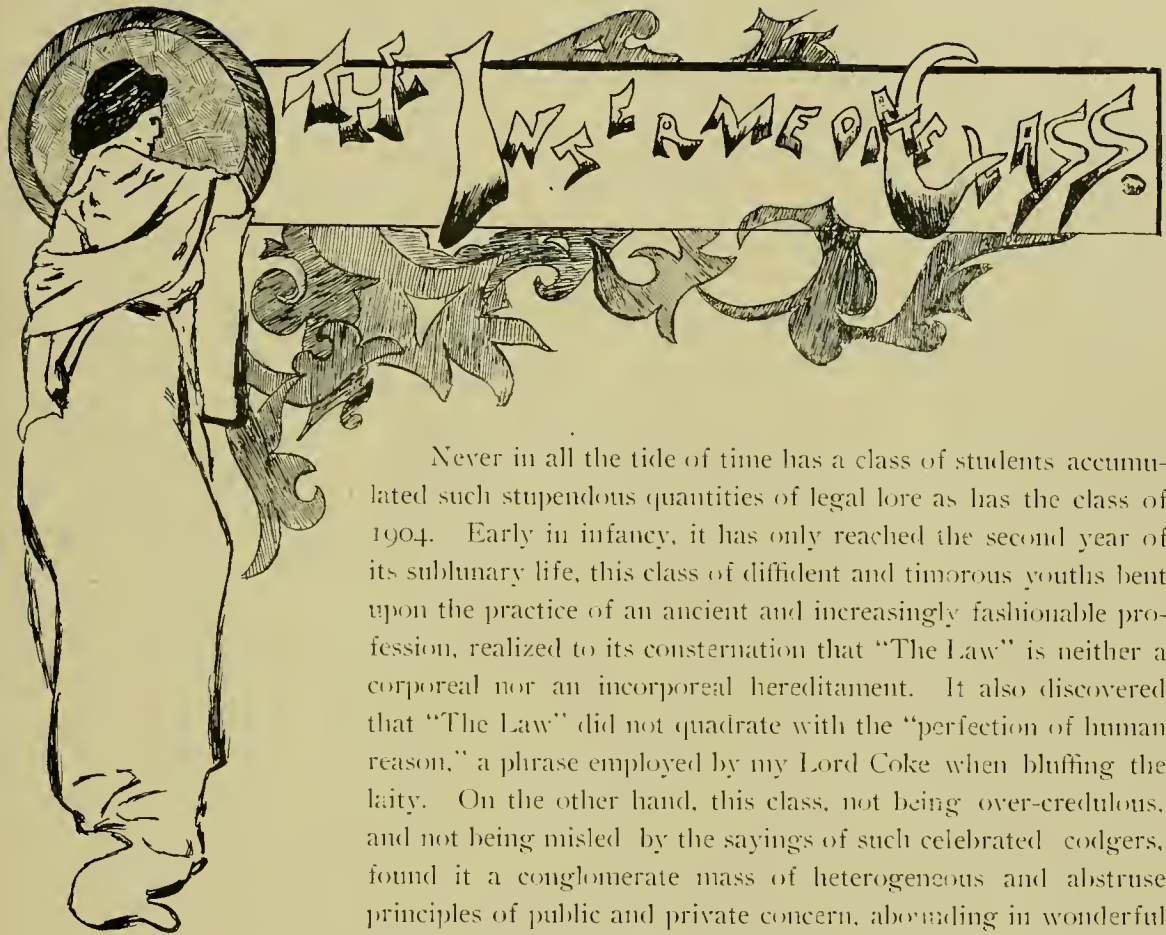 THE INTERMEDIATE CLASS.
Never in all the tide of time has a class of students accumu-
lated such stupendous quantities of legal lore as has the class of
1904. Early in infancy, it has only reached the second year of
its sublunary life, this class of diffident and timorous youths bent
upon the practice of an ancient and increasingly fashionable pro-
fession, realized to its consternation that “The Law” is neither a
corporeal nor an incorporeal hereditament. It also discovered
that “The Law” did not quadrate with the “perfection of human
reason,” a phrase employed by my Lord Coke when bluffing the
laity. On the other hand, this class, not being over-credulous,
and not being misled by the sayings of such celebrated codgers,
found it a conglomerate mass of heterogeneous and abstruse
principles of public and private concern, abounding in wonderful